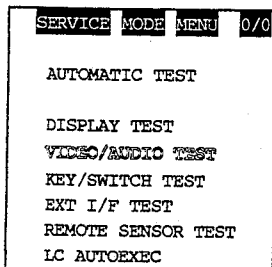 SERVICE MODE MENU 0/0
AUTOMATIC TEST
DISPLAY TEST
VIDEO/AUDIO TEST
KEY/SWITCH TEST
EXT I/F TEST
REMOTE SENSOR TEST
LC AUTOEXEC